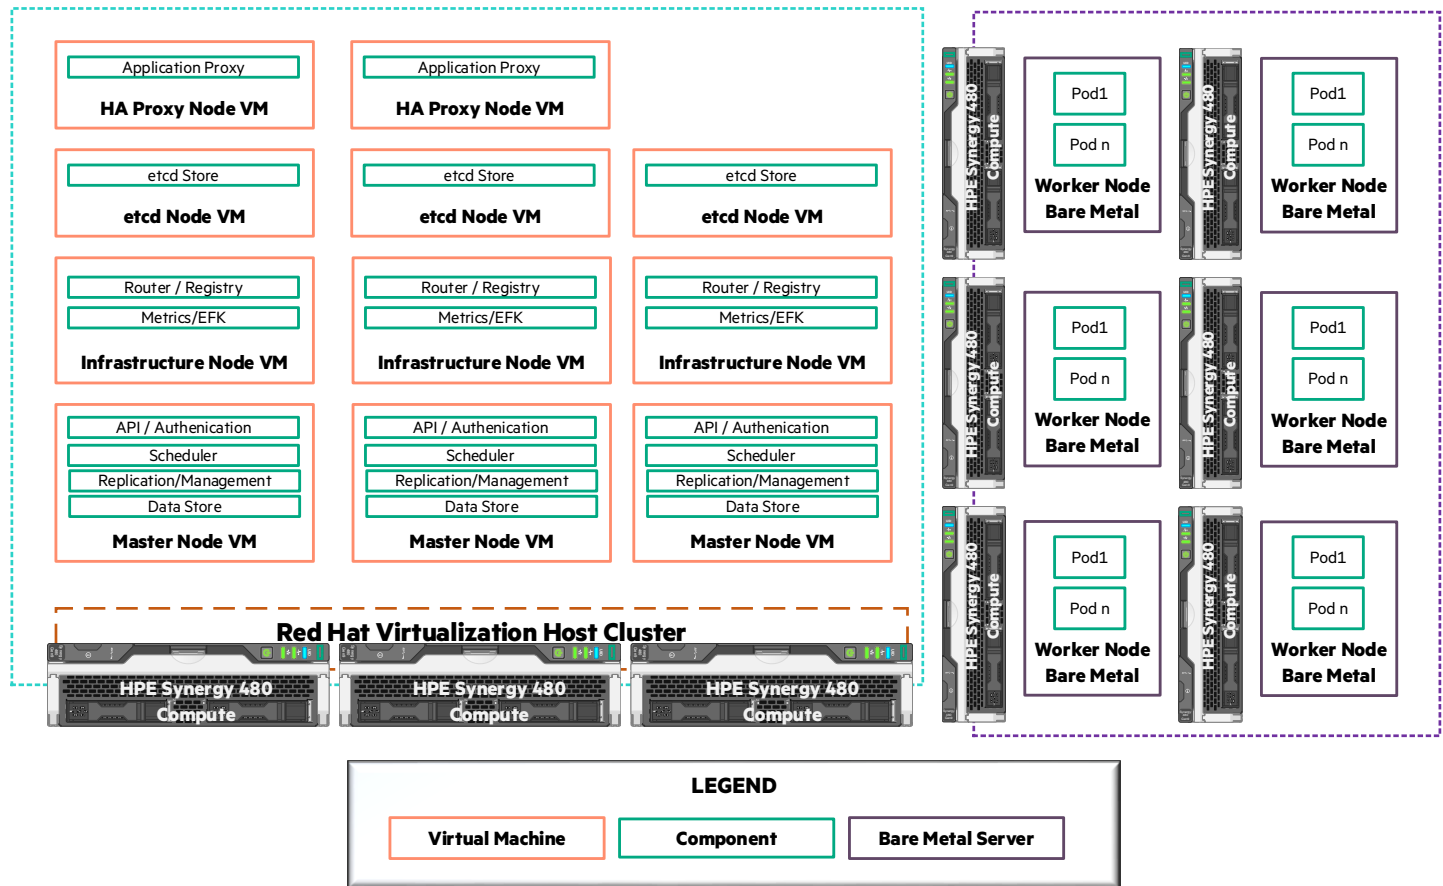 Application Proxy
HA Proxy Node VM
Application Proxy
HA Proxy Node VM
etcd Store
etcd Node VM
etcd Store
etcd Node VM
etcd Store
etcd Node VM
Router / Registry
Metrics/EFK
Infrastructure Node VM
Router / Registry
Metrics/EFK
Infrastructure Node VM
Router / Registry
Metrics/EFK
Infrastructure Node VM
API / Authenication
Scheduler
Replication/Management
Data Store
Master Node VM
API / Authenication
Scheduler
Replication/Management
Data Store
Master Node VM
API / Authenication
Scheduler
Replication/Management
Data Store
Master Node VM
Red Hat Virtualization Host Cluster
HPE Synergy 480
Compute
HPE Synergy 480
Compute
HPE Synergy 480
Compute
HPE Synergy 480
Compute
Pod1
Pod n
Worker Node
Bare Metal
HPE Synergy 480
Compute
Pod1
Pod n
Worker Node
Bare Metal
HPE Synergy 480
Compute
Pod1
Pod n
Worker Node
Bare Metal
HPE Synergy 480
Compute
Pod1
Pod n
Worker Node
Bare Metal
HPE Synergy 480
Compute
Pod1
Pod n
Worker Node
Bare Metal
HPE Synergy 480
Compute
Pod1
Pod n
Worker Node
Bare Metal
LEGEND
Virtual Machine
Component
Bare Metal Server